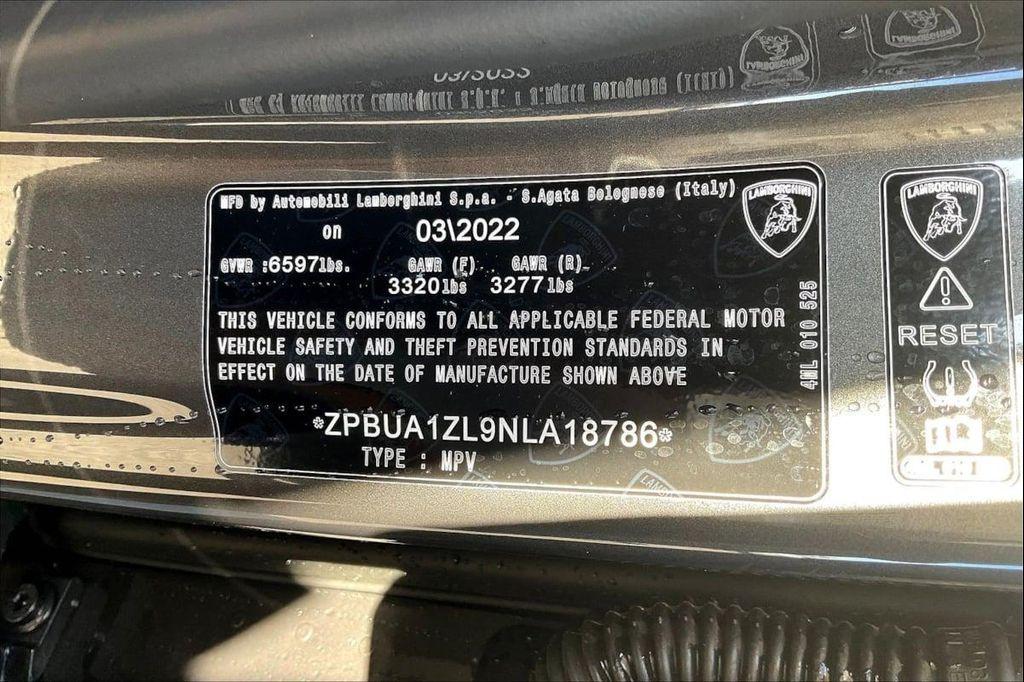 MFD by Automobili Lamborghini S.p.a. - S.Agata Bolognese (Italy)
on 03\2022
GVWR :6597lbs. GAWR (F) GAWR (R)
3320lbs 3277lbs
THIS VEHICLE CONFORMS TO ALL APPLICABLE FEDERAL MOTOR
VEHICLE SAFETY AND THEFT PREVENTION STANDARDS IN
EFFECT ON THE DATE OF MANUFACTURE SHOWN ABOVE
*ZPBUA1ZL9NLA18786*
TYPE : MPV
4ML 010 525
LAMBORGHINI
LAMBORGHINI
RESET